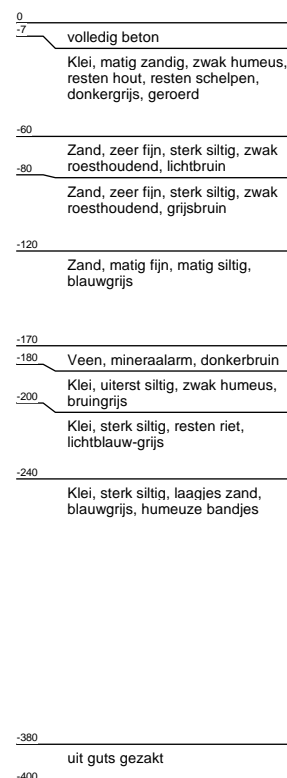 0
-7
volledig beton
Klei, matig zandig, zwak humeus,
resten hout, resten schelpen,
donkergrijs, geroerd
-60
Zand, zeer fijn, sterk siltig, zwak
roesthoudend, lichtbruin
-80
Zand, zeer fijn, sterk siltig, zwak
roesthoudend, grijsbruin
-120
Zand, matig fijn, matig siltig,
blauwgrijs
-170
-180
Veen, mineraalarm, donkerbruin
Klei, uiterst siltig, zwak humeus,
bruingrijs
-200
Klei, sterk siltig, resten riet,
lichtblauw-grijs
-240
Klei, sterk siltig, laagjes zand,
blauwgrijs, humeuze bandjes
-380
uit guts gezakt
-400